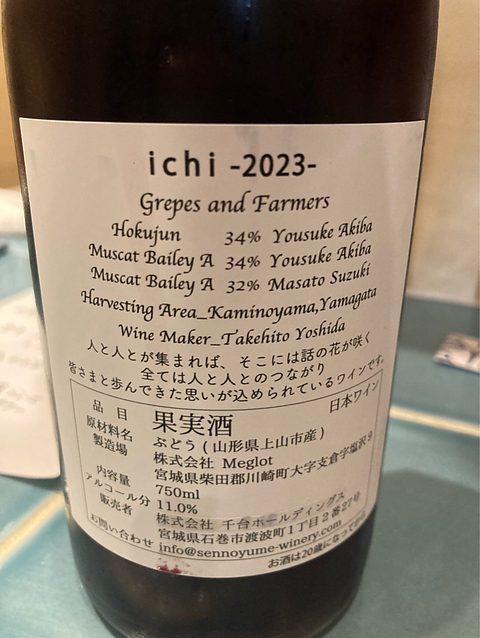 ichi -2023-
Grepes and Farmers
Hokujun 34% Yousuke Akiba
Muscat Bailey A 34% Yousuke Akiba
Muscat Bailey A 32% Masato Suzuki
Harvesting Area_Kaminoyama,Yamagata
Wine Maker_Takehito Yoshida
人と人とが集まれば、そこには話の花が咲く
全ては人と人とのつながり
皆さまと歩んできた思いが込められているワインです。
日本ワイン
品目 果実酒
原材料名 ぶどう(山形県上山市産)
製造場 株式会社 Meglot
宮城県柴田郡川崎町大字支倉字塩沢9
内容量 750ml
アルコール分 11.0%
販売者 株式会社 千台ホールディングス
宮城県石巻市渡波町1丁目2番27号
お問い合わせ info@sennoyume-winery.com
お酒は20歳になって